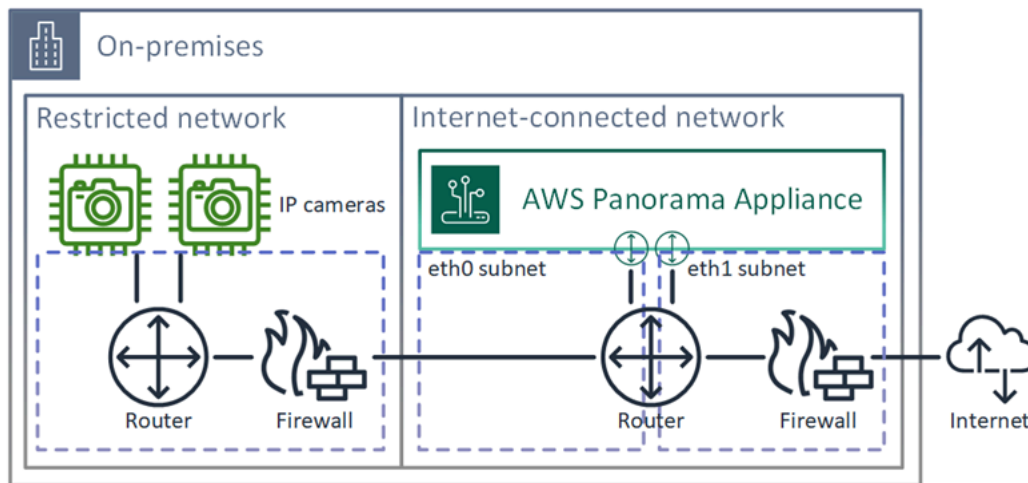 On-premises
Restricted network
Internet-connected network
IP cameras
AWS Panorama Appliance
eth0 subnet
eth1 subnet
Router
Firewall
Router
Firewall
Internet